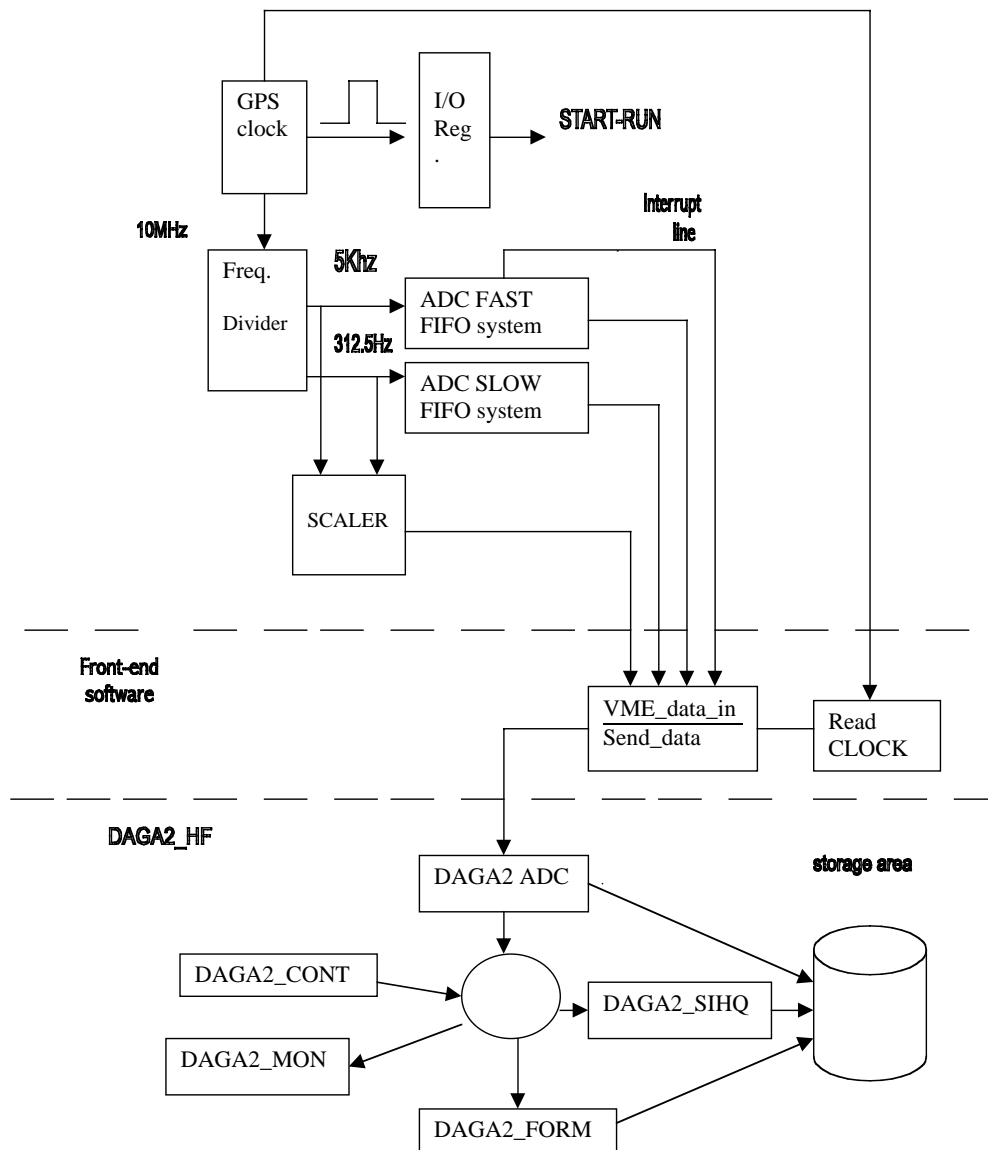 GPS
clock
I/O
Reg
.
START-RUN
10MHz
Interrupt
line
Freq.
Divider
5Khz
ADC FAST
FIFO system
312.5Hz
ADC SLOW
FIFO system
SCALER
Front-end
software
VME_data_in
Send_data
Read
CLOCK
DAGA2_HF
DAGA2 ADC
storage area
DAGA2_CONT
DAGA2_SIHQ
DAGA2_MON
DAGA2_FORM